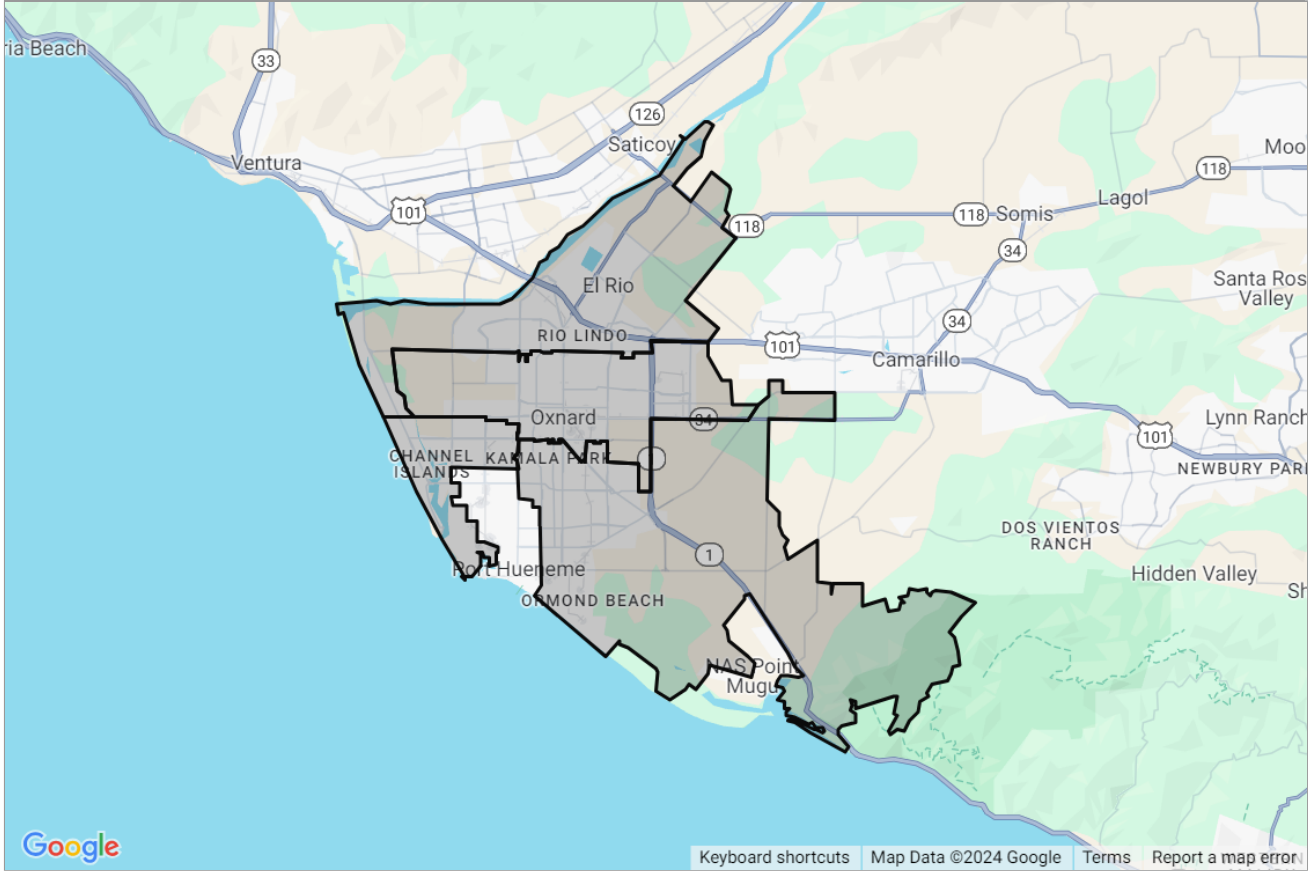 ria Beach
33
126
Saticoy
Ventura
Moo
118
Lagol
101
118
Somis
118
34
El Rio
Santa Ros
Valley
34
RIO LINDO
101
Camarillo
Oxnard
34
Lynn Ranch
101
CHANNEL
ISLANDS
KAMALA PARK
NEWBURY PARK
DOS VIENTOS
RANCH
1
Port Hueneme
Hidden Valley
Sh
ORMOND BEACH
NAS Point
Mugu
Google
Keyboard shortcuts
Map Data ©2024 Google
Terms
Report a map error